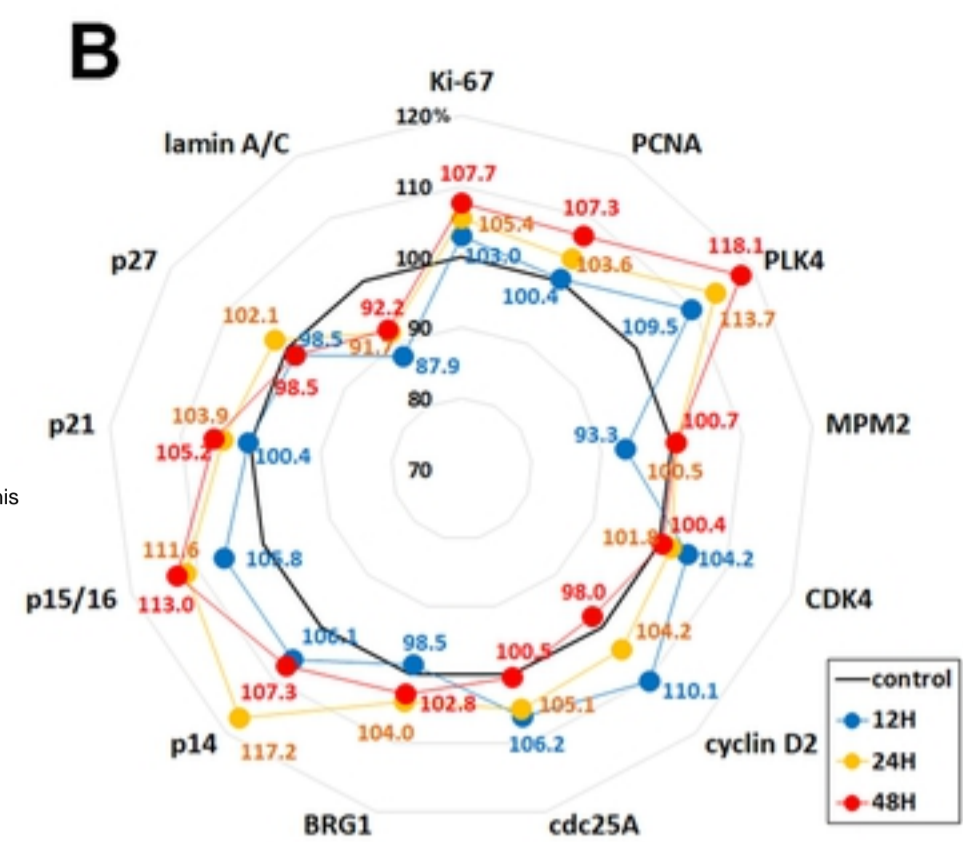 B
Ki-67
120%
lamin A/C
PCNA
107.7
110
107.3
105.4
118.1
p27
PLK4
100
103.0
103.6
100.4
102.1
92.2
109.5
113.7
98.5
91.7
90
87.9
98.5
80
p21
103.9
105.2
100.4
93.3
100.7
MPM2
70
100.5
nis
101.8
100.4
111.6
105.8
104.2
p15/16
113.0
98.0
CDK4
106.1
98.5
100.5
104.2
107.3
102.8
105.1
110.1
p14
117.2
104.0
106.2
cyclin D2
BRG1
cdc25A
control
12H
24H
48H